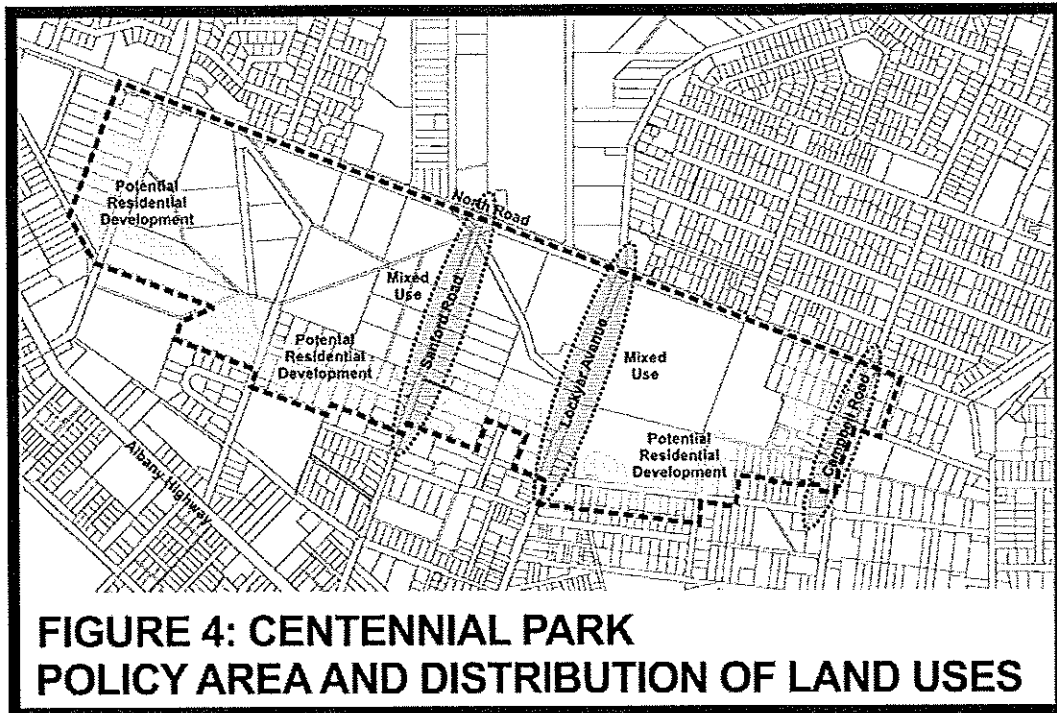 Potential
Residential
Development
North Road
Mixed
Use
Sanford Road
Potential
Residential
Development
Lockyer Avenue
Mixed
Use
Campbell Road
Potential
Residential
Development
Albany Highway
FIGURE 4: CENTENNIAL PARK
POLICY AREA AND DISTRIBUTION OF LAND USES